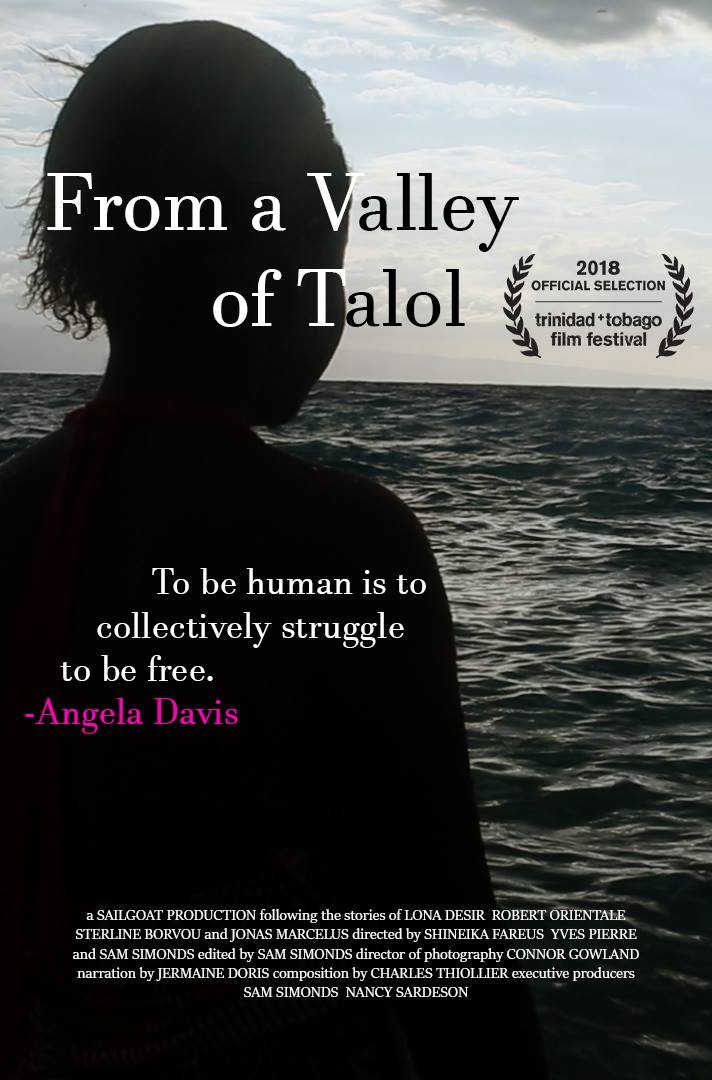 From a Valley
of Talol
2018
OFFICIAL SELECTION
trinidad+tobago
film festival
To be human is to
collectively struggle
to be free.
-Angela Davis
a SAILGOAT PRODUCTION following the stories of LONA DESIR ROBERT ORIENTALE
STERLINE BORVOU and JONAS MARCELUS directed by SHINEIKA FAREUS YVES PIERRE
and SAM SIMONDS edited by SAM SIMONDS director of photography CONNOR GOWLAND
narration by JERMAINE DORIS composition by CHARLES THIOLLIER executive producers
SAM SIMONDS NANCY SARDESON